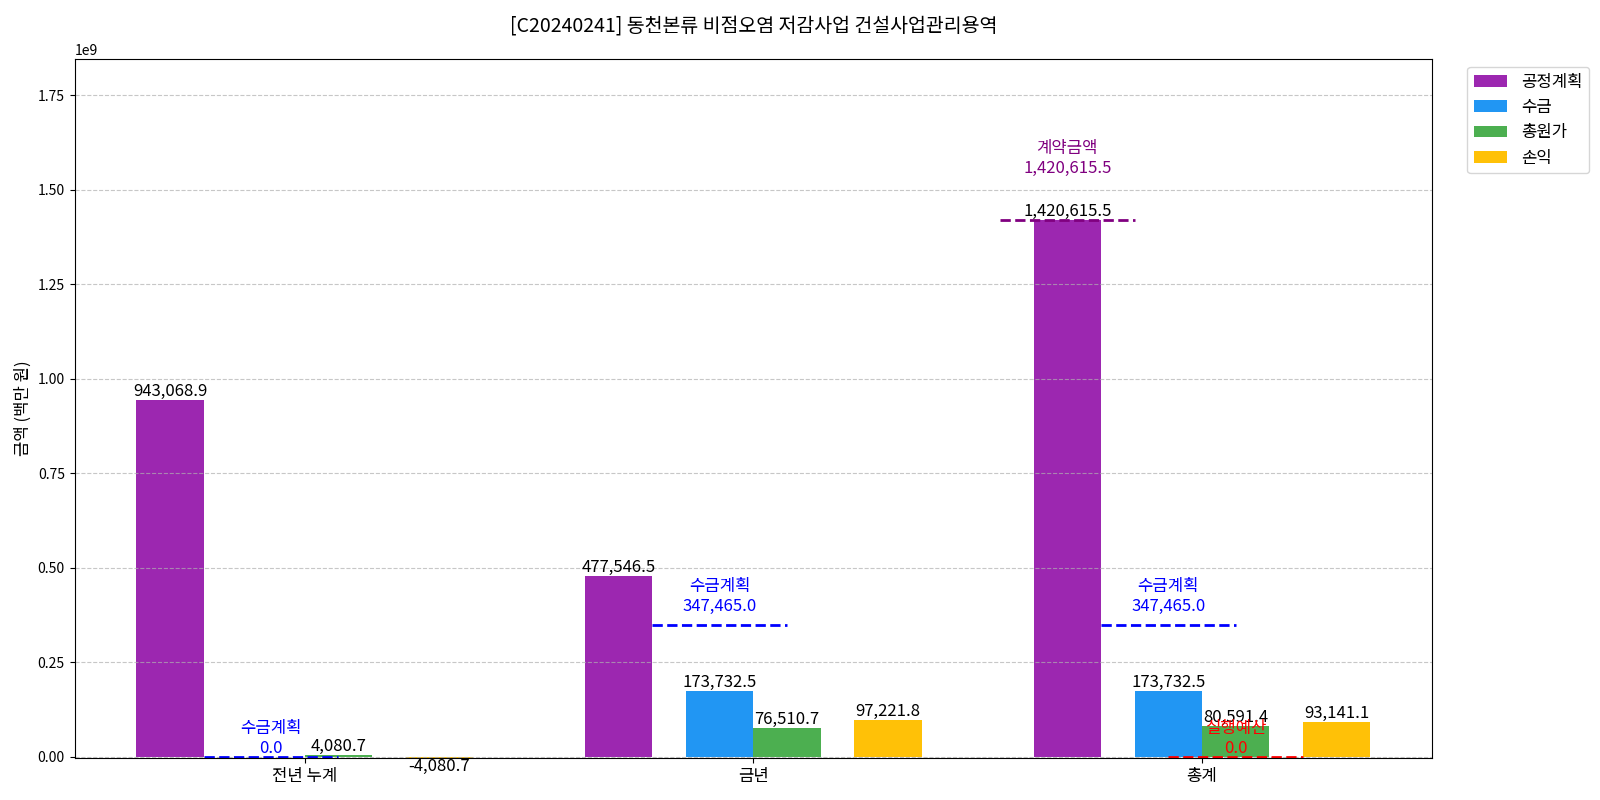 [C20240241] 동천본류 비점오염 저감사업 건설사업관리용역
1e9
금액 (백만 원)
1.75
1.50
1.25
1.00
0.75
0.50
0.25
0.00
943,068.9
수금계획
0.0
4,080.7
-4,080.7
477,546.5
수금계획
347,465.0
173,732.5
76,510.7
97,221.8
계약금액
1,420,615.5
1,420,615.5
수금계획
347,465.0
173,732.5
80,591.4
실행예산
0.0
93,141.1
전년 누계
금년
총계
공정계획
수금
총원가
손익